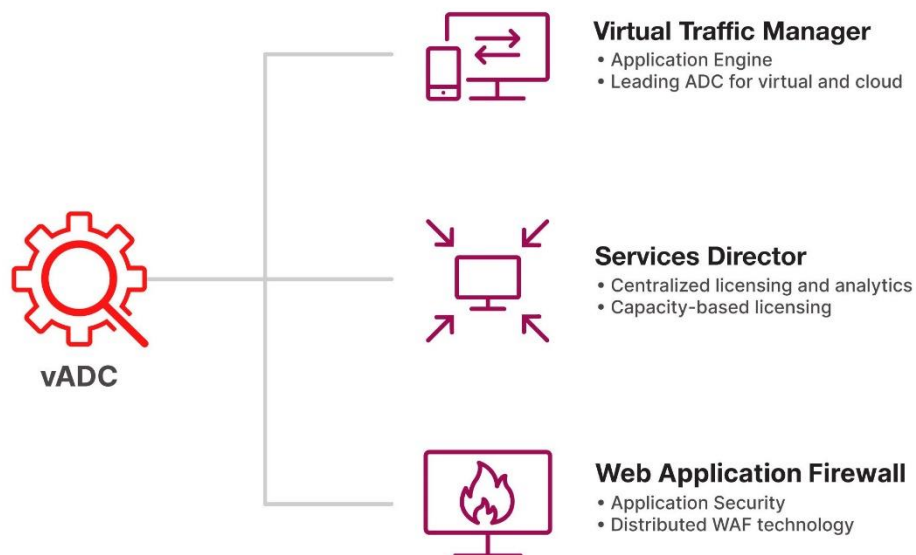 Virtual Traffic Manager
• Application Engine
• Leading ADC for virtual and cloud
vADC
Services Director
• Centralized licensing and analytics
• Capacity-based licensing
Web Application Firewall
• Application Security
• Distributed WAF technology